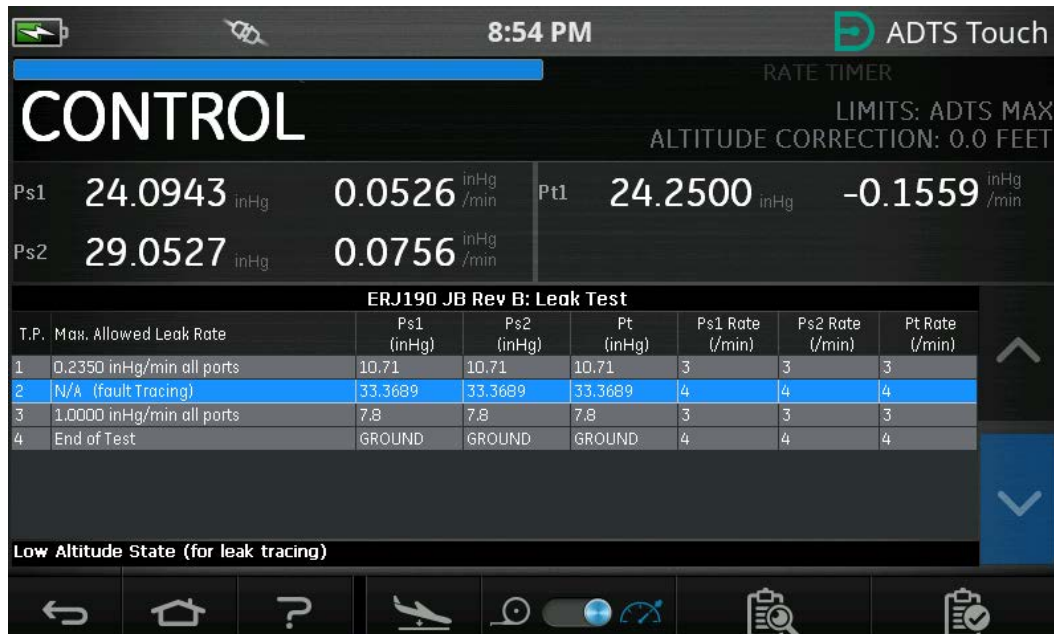 8:54 PM
ADTS Touch
RATE TIMER
CONTROL
LIMITS: ADTS MAX
ALTITUDE CORRECTION: 0.0 FEET
Ps1 24.0943 inHg 0.0526 inHg/min Pt1 24.2500 inHg -0.1559 inHg/min
Ps2 29.0527 inHg 0.0756 inHg/min
ERJ190 JB Rev B: Leak Test
T.P. Max. Allowed Leak Rate Ps1 (inHg) Ps2 (inHg) Pt (inHg) Ps1 Rate (/min) Ps2 Rate (/min) Pt Rate (/min)
1 0.2350 inHg/min all ports 10.71 10.71 10.71 3 3 3
2 N/A (fault Tracing) 33.3689 33.3689 33.3689 4 4 4
3 1.0000 inHg/min all ports 7.8 7.8 7.8 3 3 3
4 End of Test GROUND GROUND GROUND 4 4 4
Low Altitude State (for leak tracing)